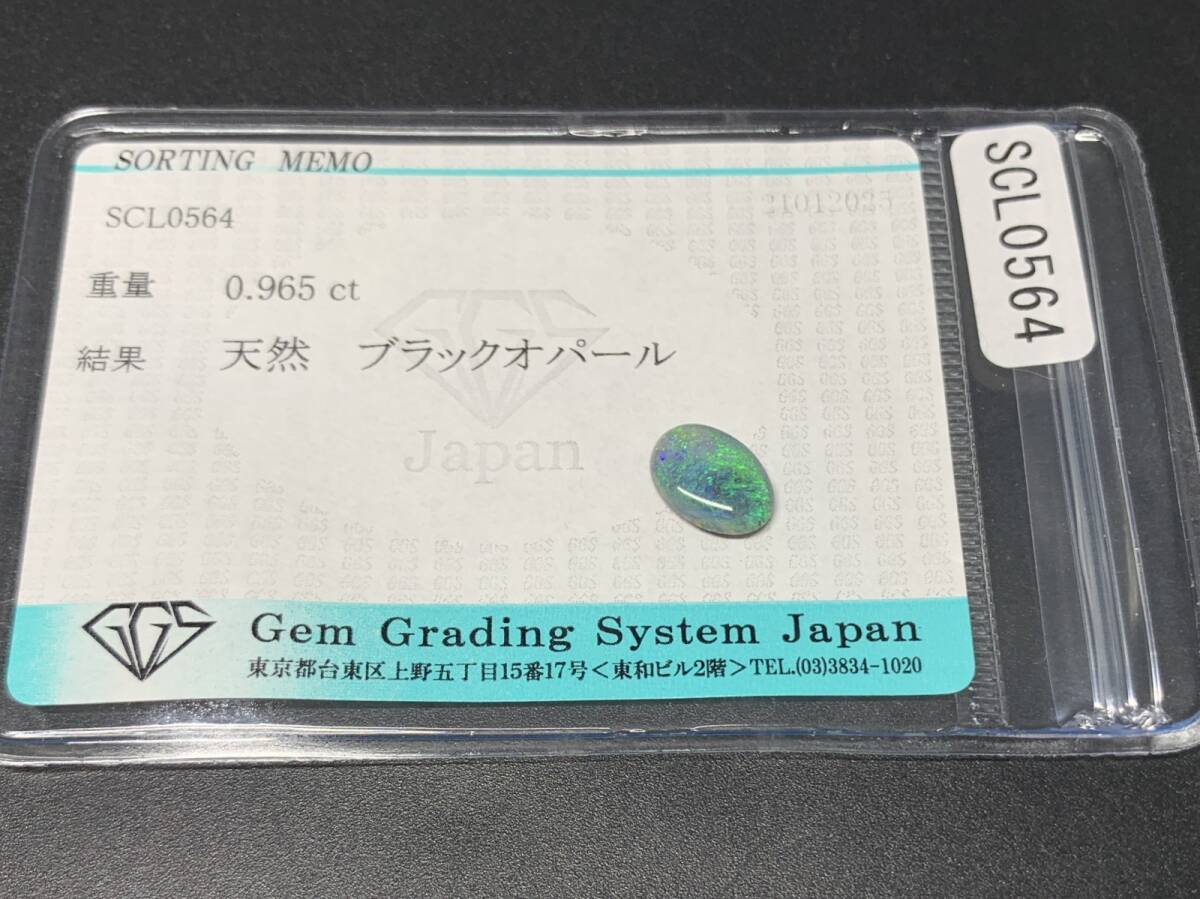 SORTING MEMO
SCL0564
21012025
重量 0.965 ct
結果 天然 ブラックオパール
GGS
Japan
GGS
Gem Grading System Japan
東京都台東区上野五丁目15番17号＜東和ビル2階＞TEL.(03)3834-1020
SCL0564